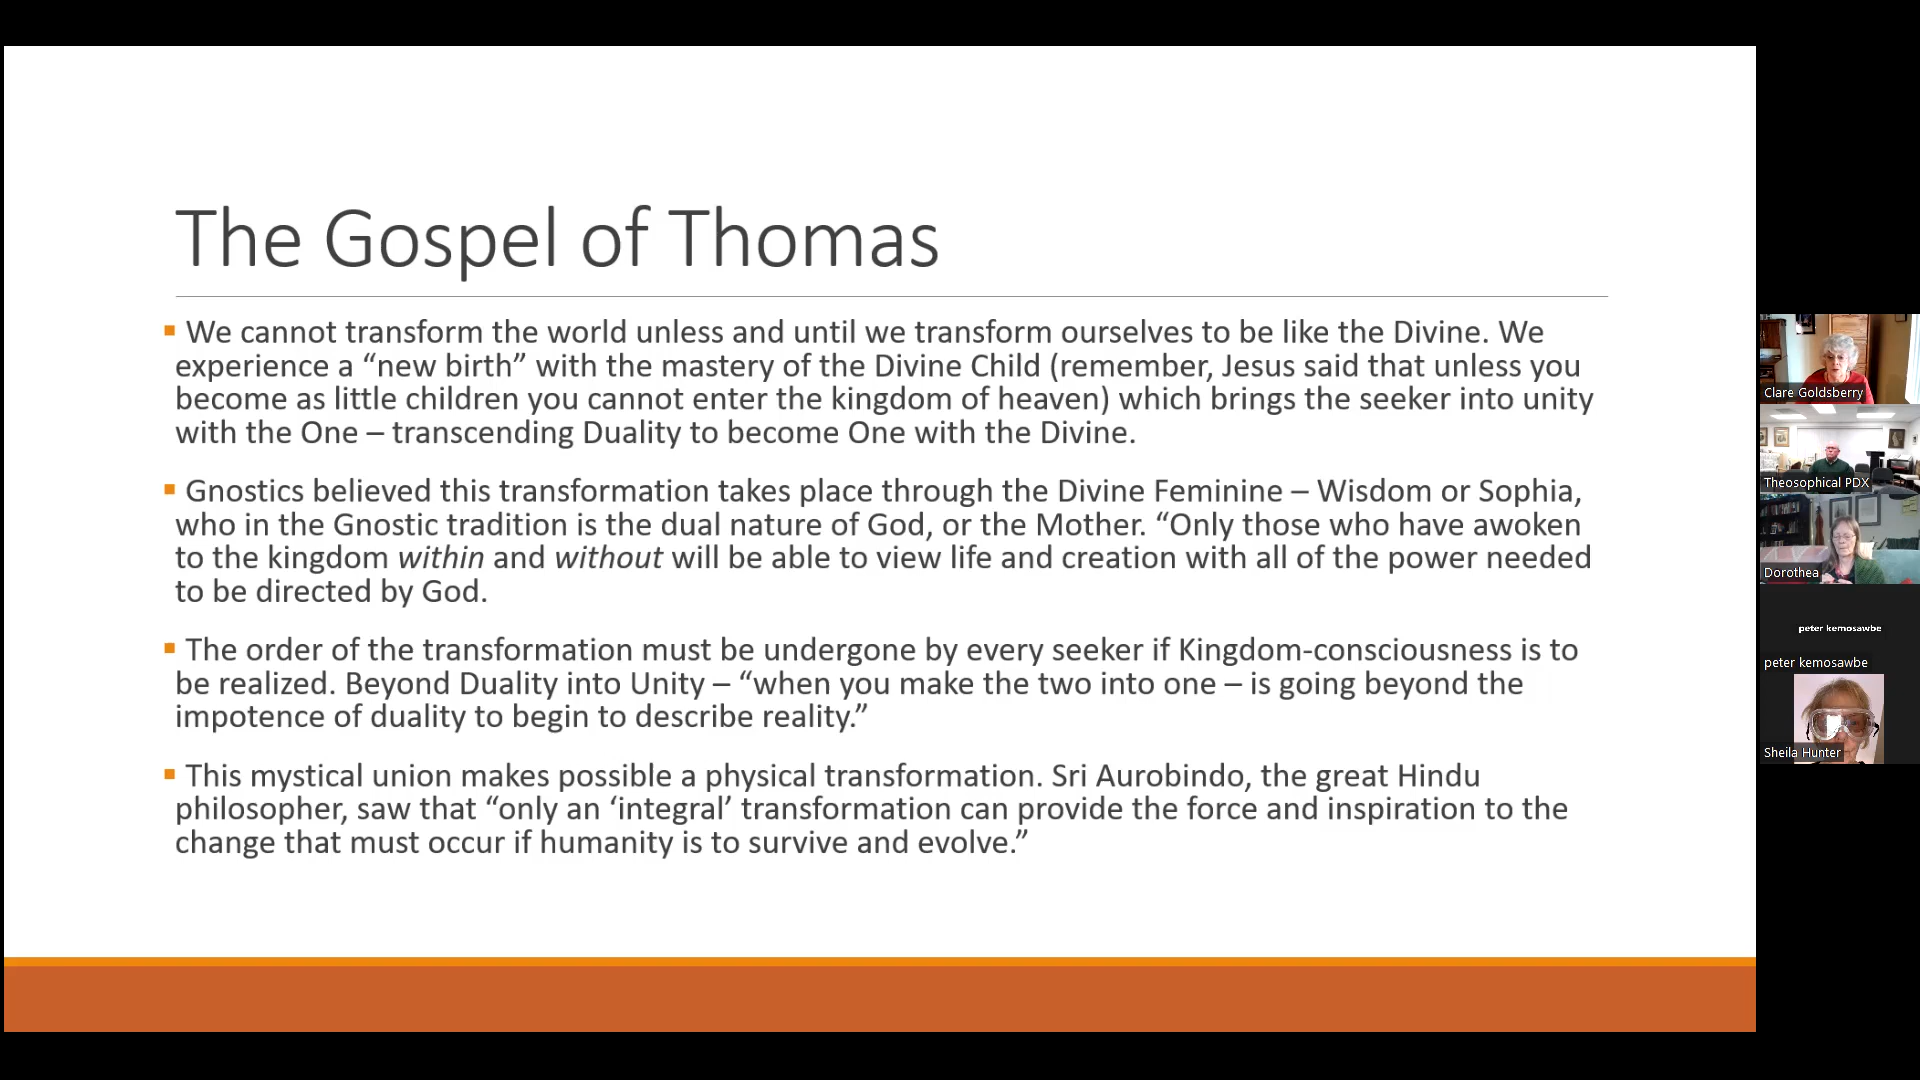 The Gospel of Thomas
▪ We cannot transform the world unless and until we transform ourselves to be like the Divine. We
experience a “new birth” with the mastery of the Divine Child (remember, Jesus said that unless you
become as little children you cannot enter the kingdom of heaven) which brings the seeker into unity
with the One – transcending Duality to become One with the Divine.
▪ Gnostics believed this transformation takes place through the Divine Feminine – Wisdom or Sophia,
who in the Gnostic tradition is the dual nature of God, or the Mother. “Only those who have awoken
to the kingdom within and without will be able to view life and creation with all of the power needed
to be directed by God.
▪ The order of the transformation must be undergone by every seeker if Kingdom-consciousness is to
be realized. Beyond Duality into Unity – “when you make the two into one – is going beyond the
impotence of duality to begin to describe reality.”
▪ This mystical union makes possible a physical transformation. Sri Aurobindo, the great Hindu
philosopher, saw that “only an ‘integral’ transformation can provide the force and inspiration to the
change that must occur if humanity is to survive and evolve.”
Clare Goldsberry
Theosophical PDX
Dorothea
peter kemosawbe
peter kemosawbe
Sheila Hunter